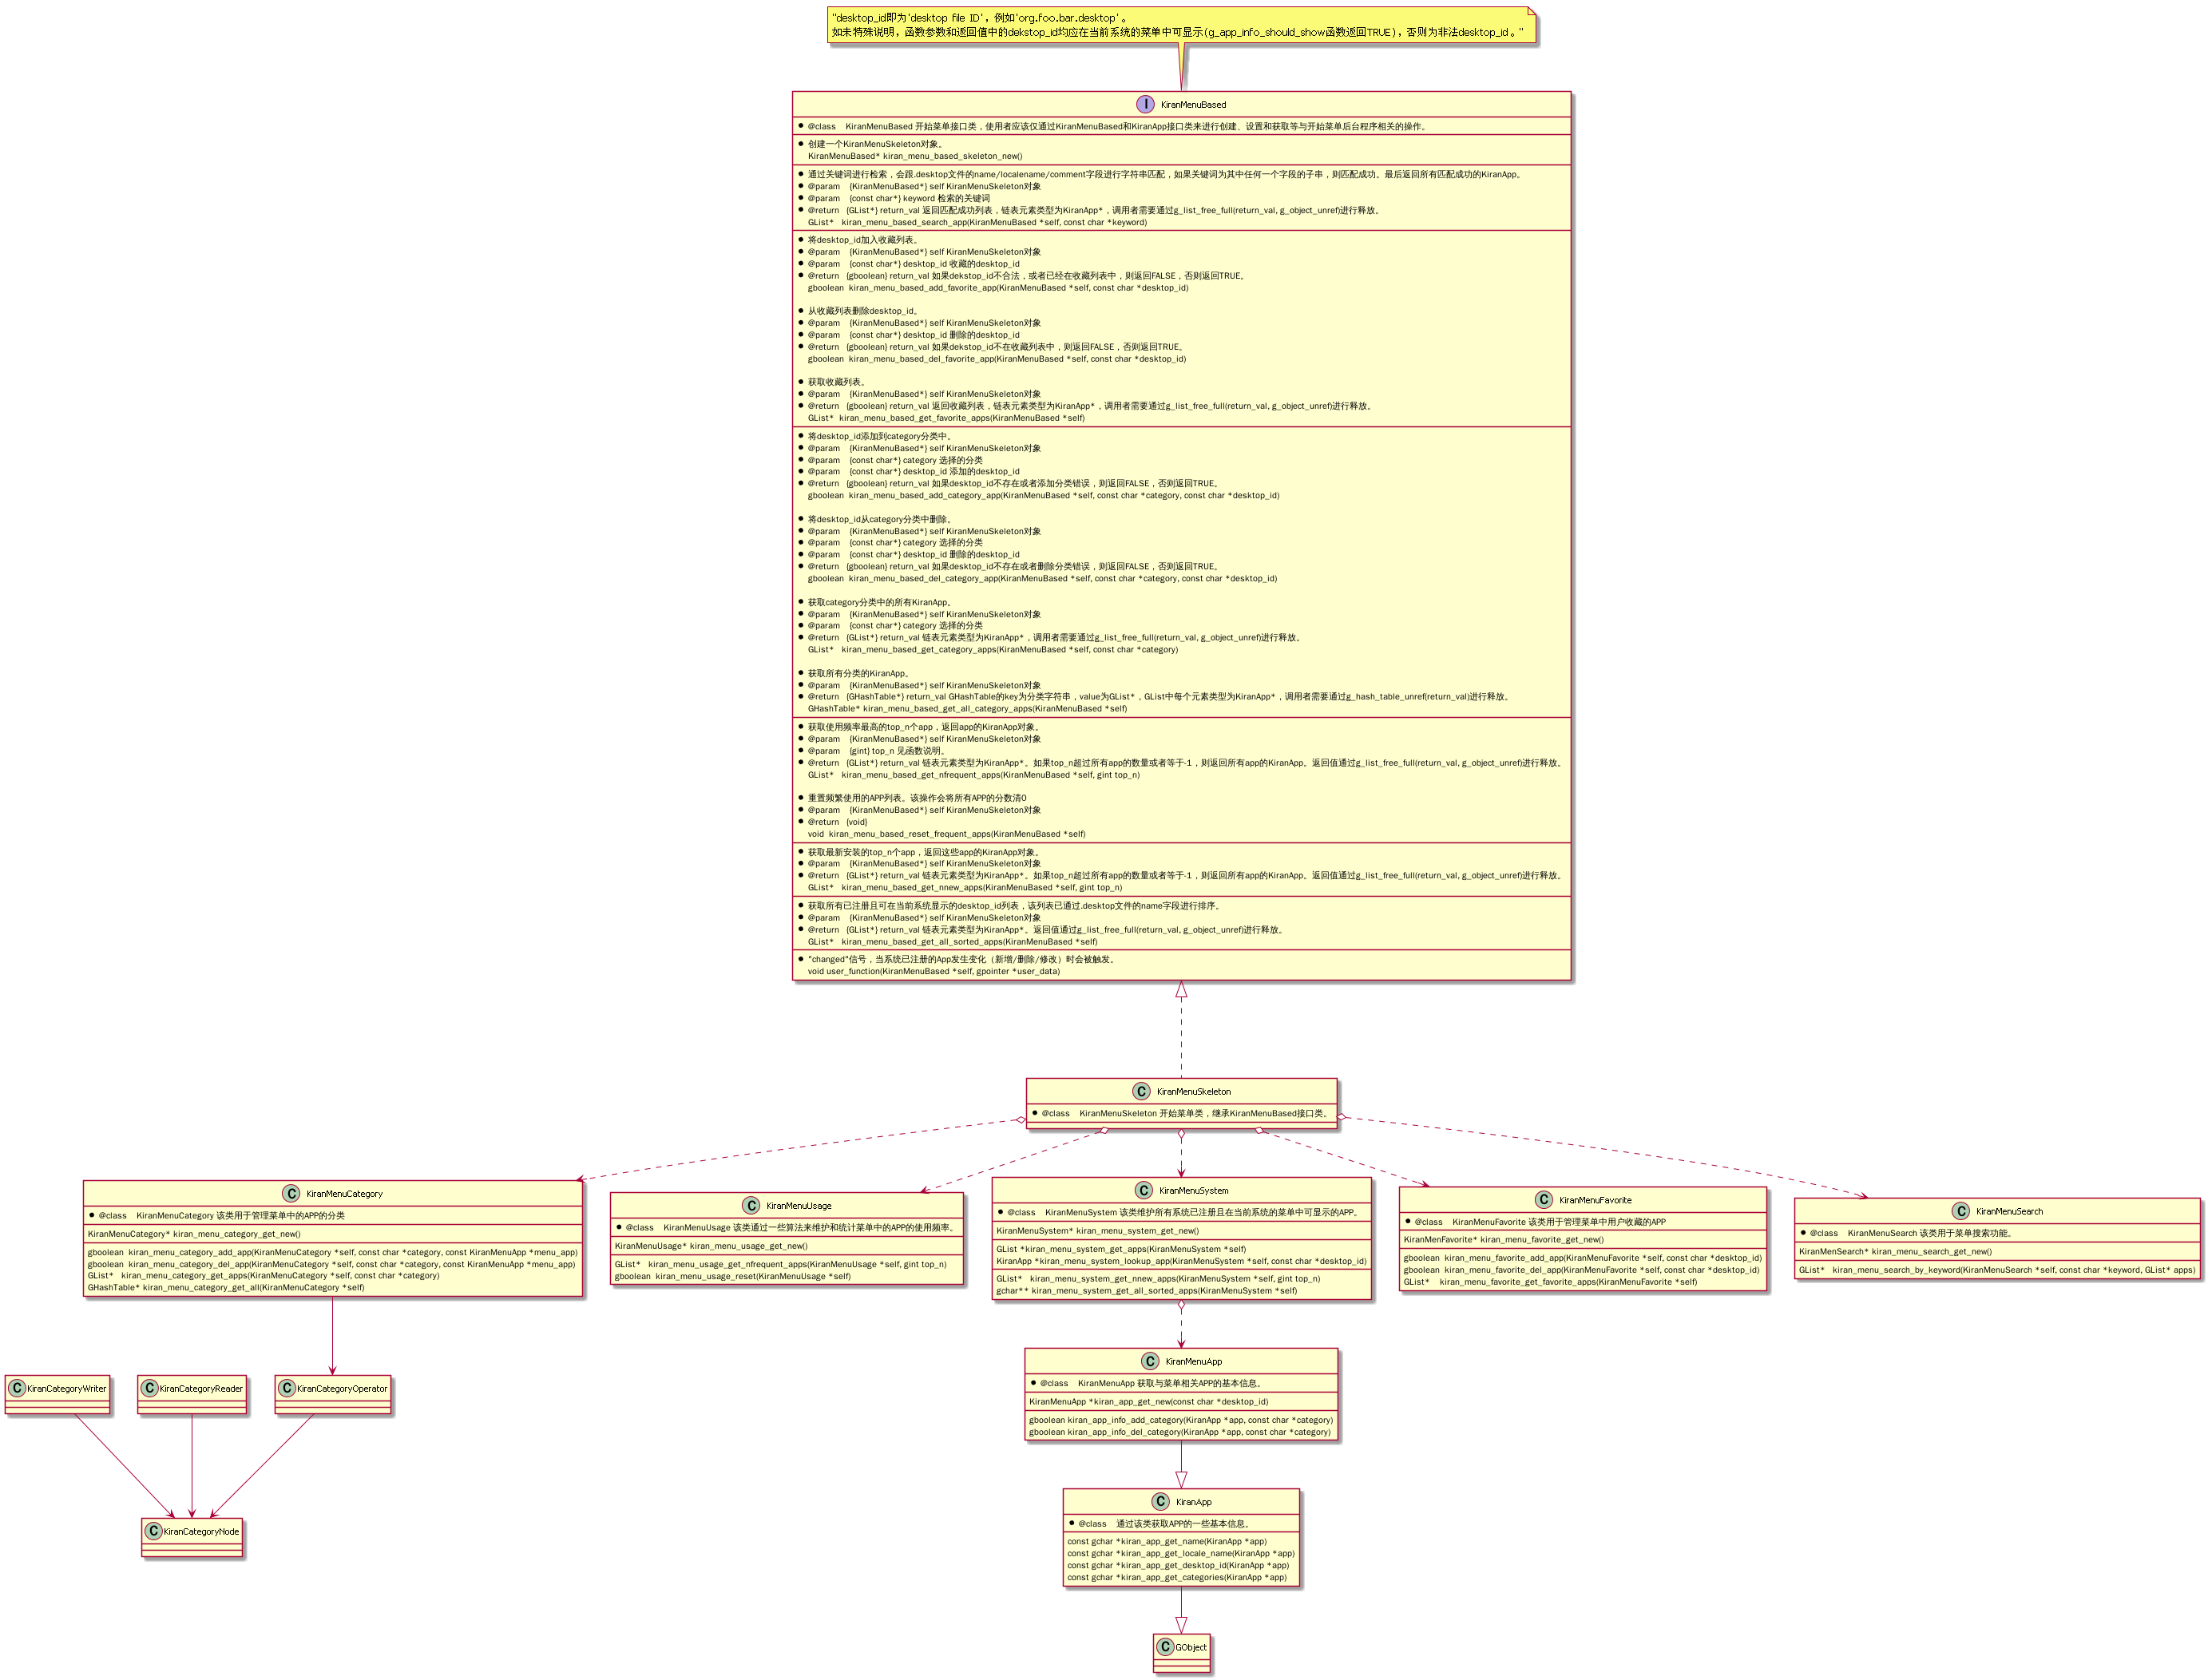 "desktop_id即为'desktop file ID'，例如'org.foo.bar.desktop'。
如未特殊说明，函数参数和返回值中的dekstop_id均应在当前系统的菜单中可显示(g_app_info_should_show函数返回TRUE)，否则为非法desktop_id。"
I KiranMenuBased
@class KiranMenuBased 开始菜单接口类，使用者应该仅通过KiranMenuBased和KiranApp接口类来进行创建、设置和获取等与开始菜单后台程序相关的操作。
创建一个KiranMenuSkeleton对象。
KiranMenuBased* kiran_menu_based_skeleton_new()
通过关键词进行检索，会跟.desktop文件的name/localename/comment字段进行字符串匹配，如果关键词为其中任何一个字段的子串，则匹配成功。最后返回所有匹配成功的KiranApp。
@param {KiranMenuBased*} self KiranMenuSkeleton对象
@param {const char*} keyword 检索的关键词
@return {GList*} return_val 返回匹配成功列表，链表元素类型为KiranApp*，调用者需要通过g_list_free_full(return_val, g_object_unref)进行释放。
GList* kiran_menu_based_search_app(KiranMenuBased *self, const char *keyword)
将desktop_id加入收藏列表。
@param {KiranMenuBased*} self KiranMenuSkeleton对象
@param {const char*} desktop_id 收藏的desktop_id
@return {gboolean} return_val 如果dekstop_id不合法，或者已经在收藏列表中，则返回FALSE，否则返回TRUE。
gboolean kiran_menu_based_add_favorite_app(KiranMenuBased *self, const char *desktop_id)
从收藏列表删除desktop_id。
@param {KiranMenuBased*} self KiranMenuSkeleton对象
@param {const char*} desktop_id 删除的desktop_id
@return {gboolean} return_val 如果dekstop_id不在收藏列表中，则返回FALSE，否则返回TRUE。
gboolean kiran_menu_based_del_favorite_app(KiranMenuBased *self, const char *desktop_id)
获取收藏列表。
@param {KiranMenuBased*} self KiranMenuSkeleton对象
@return {gboolean} return_val 返回收藏列表，链表元素类型为KiranApp*，调用者需要通过g_list_free_full(return_val, g_object_unref)进行释放。
GList* kiran_menu_based_get_favorite_apps(KiranMenuBased *self)
将desktop_id添加到category分类中。
@param {KiranMenuBased*} self KiranMenuSkeleton对象
@param {const char*} category 选择的分类
@param {const char*} desktop_id 添加的desktop_id
@return {gboolean} return_val 如果desktop_id不存在或者添加分类错误，则返回FALSE，否则返回TRUE。
gboolean kiran_menu_based_add_category_app(KiranMenuBased *self, const char *category, const char *desktop_id)
将desktop_id从category分类中删除。
@param {KiranMenuBased*} self KiranMenuSkeleton对象
@param {const char*} category 选择的分类
@param {const char*} desktop_id 删除的desktop_id
@return {gboolean} return_val 如果desktop_id不存在或者删除分类错误，则返回FALSE，否则返回TRUE。
gboolean kiran_menu_based_del_category_app(KiranMenuBased *self, const char *category, const char *desktop_id)
获取category分类中的所有KiranApp。
@param {KiranMenuBased*} self KiranMenuSkeleton对象
@param {const char*} category 选择的分类
@return {GList*} return_val 链表元素类型为KiranApp*，调用者需要通过g_list_free_full(return_val, g_object_unref)进行释放。
GList* kiran_menu_based_get_category_apps(KiranMenuBased *self, const char *category)
获取所有分类的KiranApp。
@param {KiranMenuBased*} self KiranMenuSkeleton对象
@return {GHashTable*} return_val GHashTable的key为分类字符串，value为GList*，GList中每个元素类型为KiranApp*，调用者需要通过g_hash_table_unref(return_val)进行释放。
GHashTable* kiran_menu_based_get_all_category_apps(KiranMenuBased *self)
获取使用频率最高的top_n个app，返回app的KiranApp对象。
@param {KiranMenuBased*} self KiranMenuSkeleton对象
@param {gint} top_n 见函数说明。
@return {GList*} return_val 链表元素类型为KiranApp*。如果top_n超过所有app的数量或者等于-1，则返回所有app的KiranApp。返回值通过g_list_free_full(return_val, g_object_unref)进行释放。
GList* kiran_menu_based_get_nfrequent_apps(KiranMenuBased *self, gint top_n)
重置频繁使用的APP列表。该操作会将所有APP的分数清0
@param {KiranMenuBased*} self KiranMenuSkeleton对象
@return {void}
void kiran_menu_based_reset_frequent_apps(KiranMenuBased *self)
获取最新安装的top_n个app，返回这些app的KiranApp对象。
@param {KiranMenuBased*} self KiranMenuSkeleton对象
@return {GList*} return_val 链表元素类型为KiranApp*。如果top_n超过所有app的数量或者等于-1，则返回所有app的KiranApp。返回值通过g_list_free_full(return_val, g_object_unref)进行释放。
GList* kiran_menu_based_get_nnew_apps(KiranMenuBased *self, gint top_n)
获取所有已注册且可在当前系统显示的desktop_id列表，该列表已通过.desktop文件的name字段进行排序。
@param {KiranMenuBased*} self KiranMenuSkeleton对象
@return {GList*} return_val 链表元素类型为KiranApp*。返回值通过g_list_free_full(return_val, g_object_unref)进行释放。
GList* kiran_menu_based_get_all_sorted_apps(KiranMenuBased *self)
"changed"信号，当系统已注册的App发生变化（新增/删除/修改）时会被触发。
void user_function(KiranMenuBased *self, gpointer *user_data)
C KiranMenuSkeleton
@class KiranMenuSkeleton 开始菜单类，继承KiranMenuBased接口类。
C KiranMenuCategory
@class KiranMenuCategory 该类用于管理菜单中的APP的分类
KiranMenuCategory* kiran_menu_category_get_new()
gboolean kiran_menu_category_add_app(KiranMenuCategory *self, const char *category, const KiranMenuApp *menu_app)
gboolean kiran_menu_category_del_app(KiranMenuCategory *self, const char *category, const KiranMenuApp *menu_app)
GList* kiran_menu_category_get_apps(KiranMenuCategory *self, const char *category)
GHashTable* kiran_menu_category_get_all(KiranMenuCategory *self)
C KiranMenuUsage
@class KiranMenuUsage 该类通过一些算法来维护和统计菜单中的APP的使用频率。
KiranMenuUsage* kiran_menu_usage_get_new()
GList* kiran_menu_usage_get_nfrequent_apps(KiranMenuUsage *self, gint top_n)
gboolean kiran_menu_usage_reset(KiranMenuUsage *self)
C KiranMenuSystem
@class KiranMenuSystem 该类维护所有系统已注册且在当前系统的菜单中可显示的APP。
KiranMenuSystem* kiran_menu_system_get_new()
GList *kiran_menu_system_get_apps(KiranMenuSystem *self)
KiranApp *kiran_menu_system_lookup_app(KiranMenuSystem *self, const char *desktop_id)
GList* kiran_menu_system_get_nnew_apps(KiranMenuSystem *self, gint top_n)
gchar** kiran_menu_system_get_all_sorted_apps(KiranMenuSystem *self)
C KiranMenuFavorite
@class KiranMenuFavorite 该类用于管理菜单中用户收藏的APP
KiranMenFavorite* kiran_menu_favorite_get_new()
gboolean kiran_menu_favorite_add_app(KiranMenuFavorite *self, const char *desktop_id)
gboolean kiran_menu_favorite_del_app(KiranMenuFavorite *self, const char *desktop_id)
GList* kiran_menu_favorite_get_favorite_apps(KiranMenuFavorite *self)
C KiranMenuSearch
@class KiranMenuSearch 该类用于菜单搜索功能。
KiranMenSearch* kiran_menu_search_get_new()
GList* kiran_menu_search_by_keyword(KiranMenuSearch *self, const char *keyword, GList* apps)
C KiranCategoryWriter
C KiranCategoryReader
C KiranCategoryOperator
C KiranMenuApp
@class KiranMenuApp 获取与菜单相关APP的基本信息。
KiranMenuApp *kiran_app_get_new(const char *desktop_id)
gboolean kiran_app_info_add_category(KiranApp *app, const char *category)
gboolean kiran_app_info_del_category(KiranApp *app, const char *category)
C KiranCategoryNode
C KiranApp
@class 通过该类获取APP的一些基本信息。
const gchar *kiran_app_get_name(KiranApp *app)
const gchar *kiran_app_get_locale_name(KiranApp *app)
const gchar *kiran_app_get_desktop_id(KiranApp *app)
const gchar *kiran_app_get_categories(KiranApp *app)
C GObject